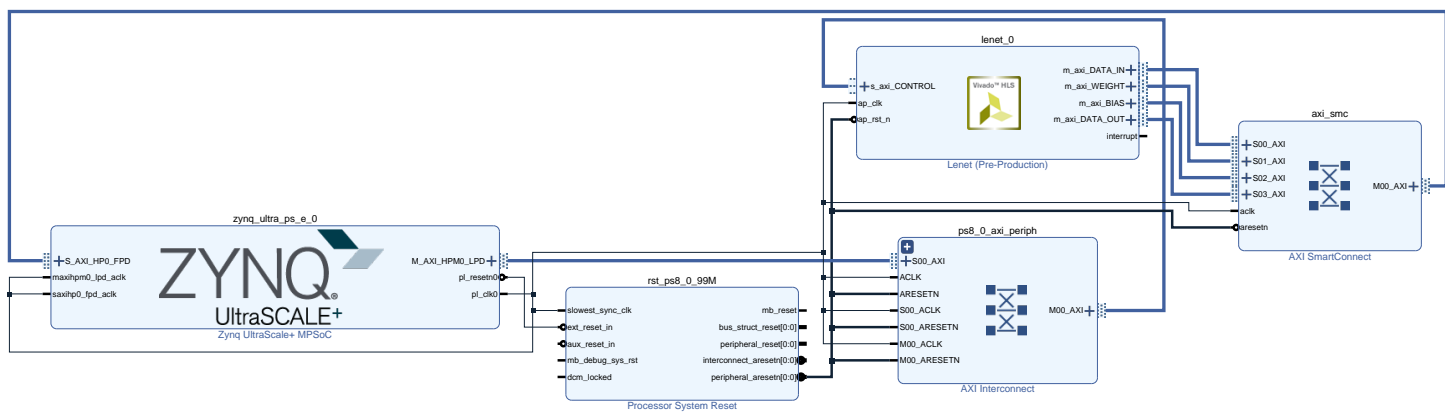 lenet_0
s_axi_CONTROL
ap_clk
ap_rst_n
Vivado™ HLS
m_axi_DATA_IN
m_axi_WEIGHT
m_axi_BIAS
m_axi_DATA_OUT
interrupt
Lenet (Pre-Production)
axi_smc
S00_AXI
S01_AXI
S02_AXI
S03_AXI
aclk
aresetn
M00_AXI
AXI SmartConnect
zynq_ultra_ps_e_0
S_AXI_HP0_FPD
maxihpm0_lpd_aclk
saxihp0_fpd_aclk
ZYNQ®
UltraSCALE+
M_AXI_HPM0_LPD
pl_resetn0
pl_clk0
Zynq UltraScale+ MPSoC
rst_ps8_0_99M
slowest_sync_clk
ext_reset_in
aux_reset_in
mb_debug_sys_rst
dcm_locked
mb_reset
bus_struct_reset[0:0]
peripheral_reset[0:0]
interconnect_aresetn[0:0]
peripheral_aresetn[0:0]
Processor System Reset
ps8_0_axi_periph
S00_AXI
ACLK
ARESETN
S00_ACLK
S00_ARESETN
M00_ACLK
M00_ARESETN
M00_AXI
AXI Interconnect